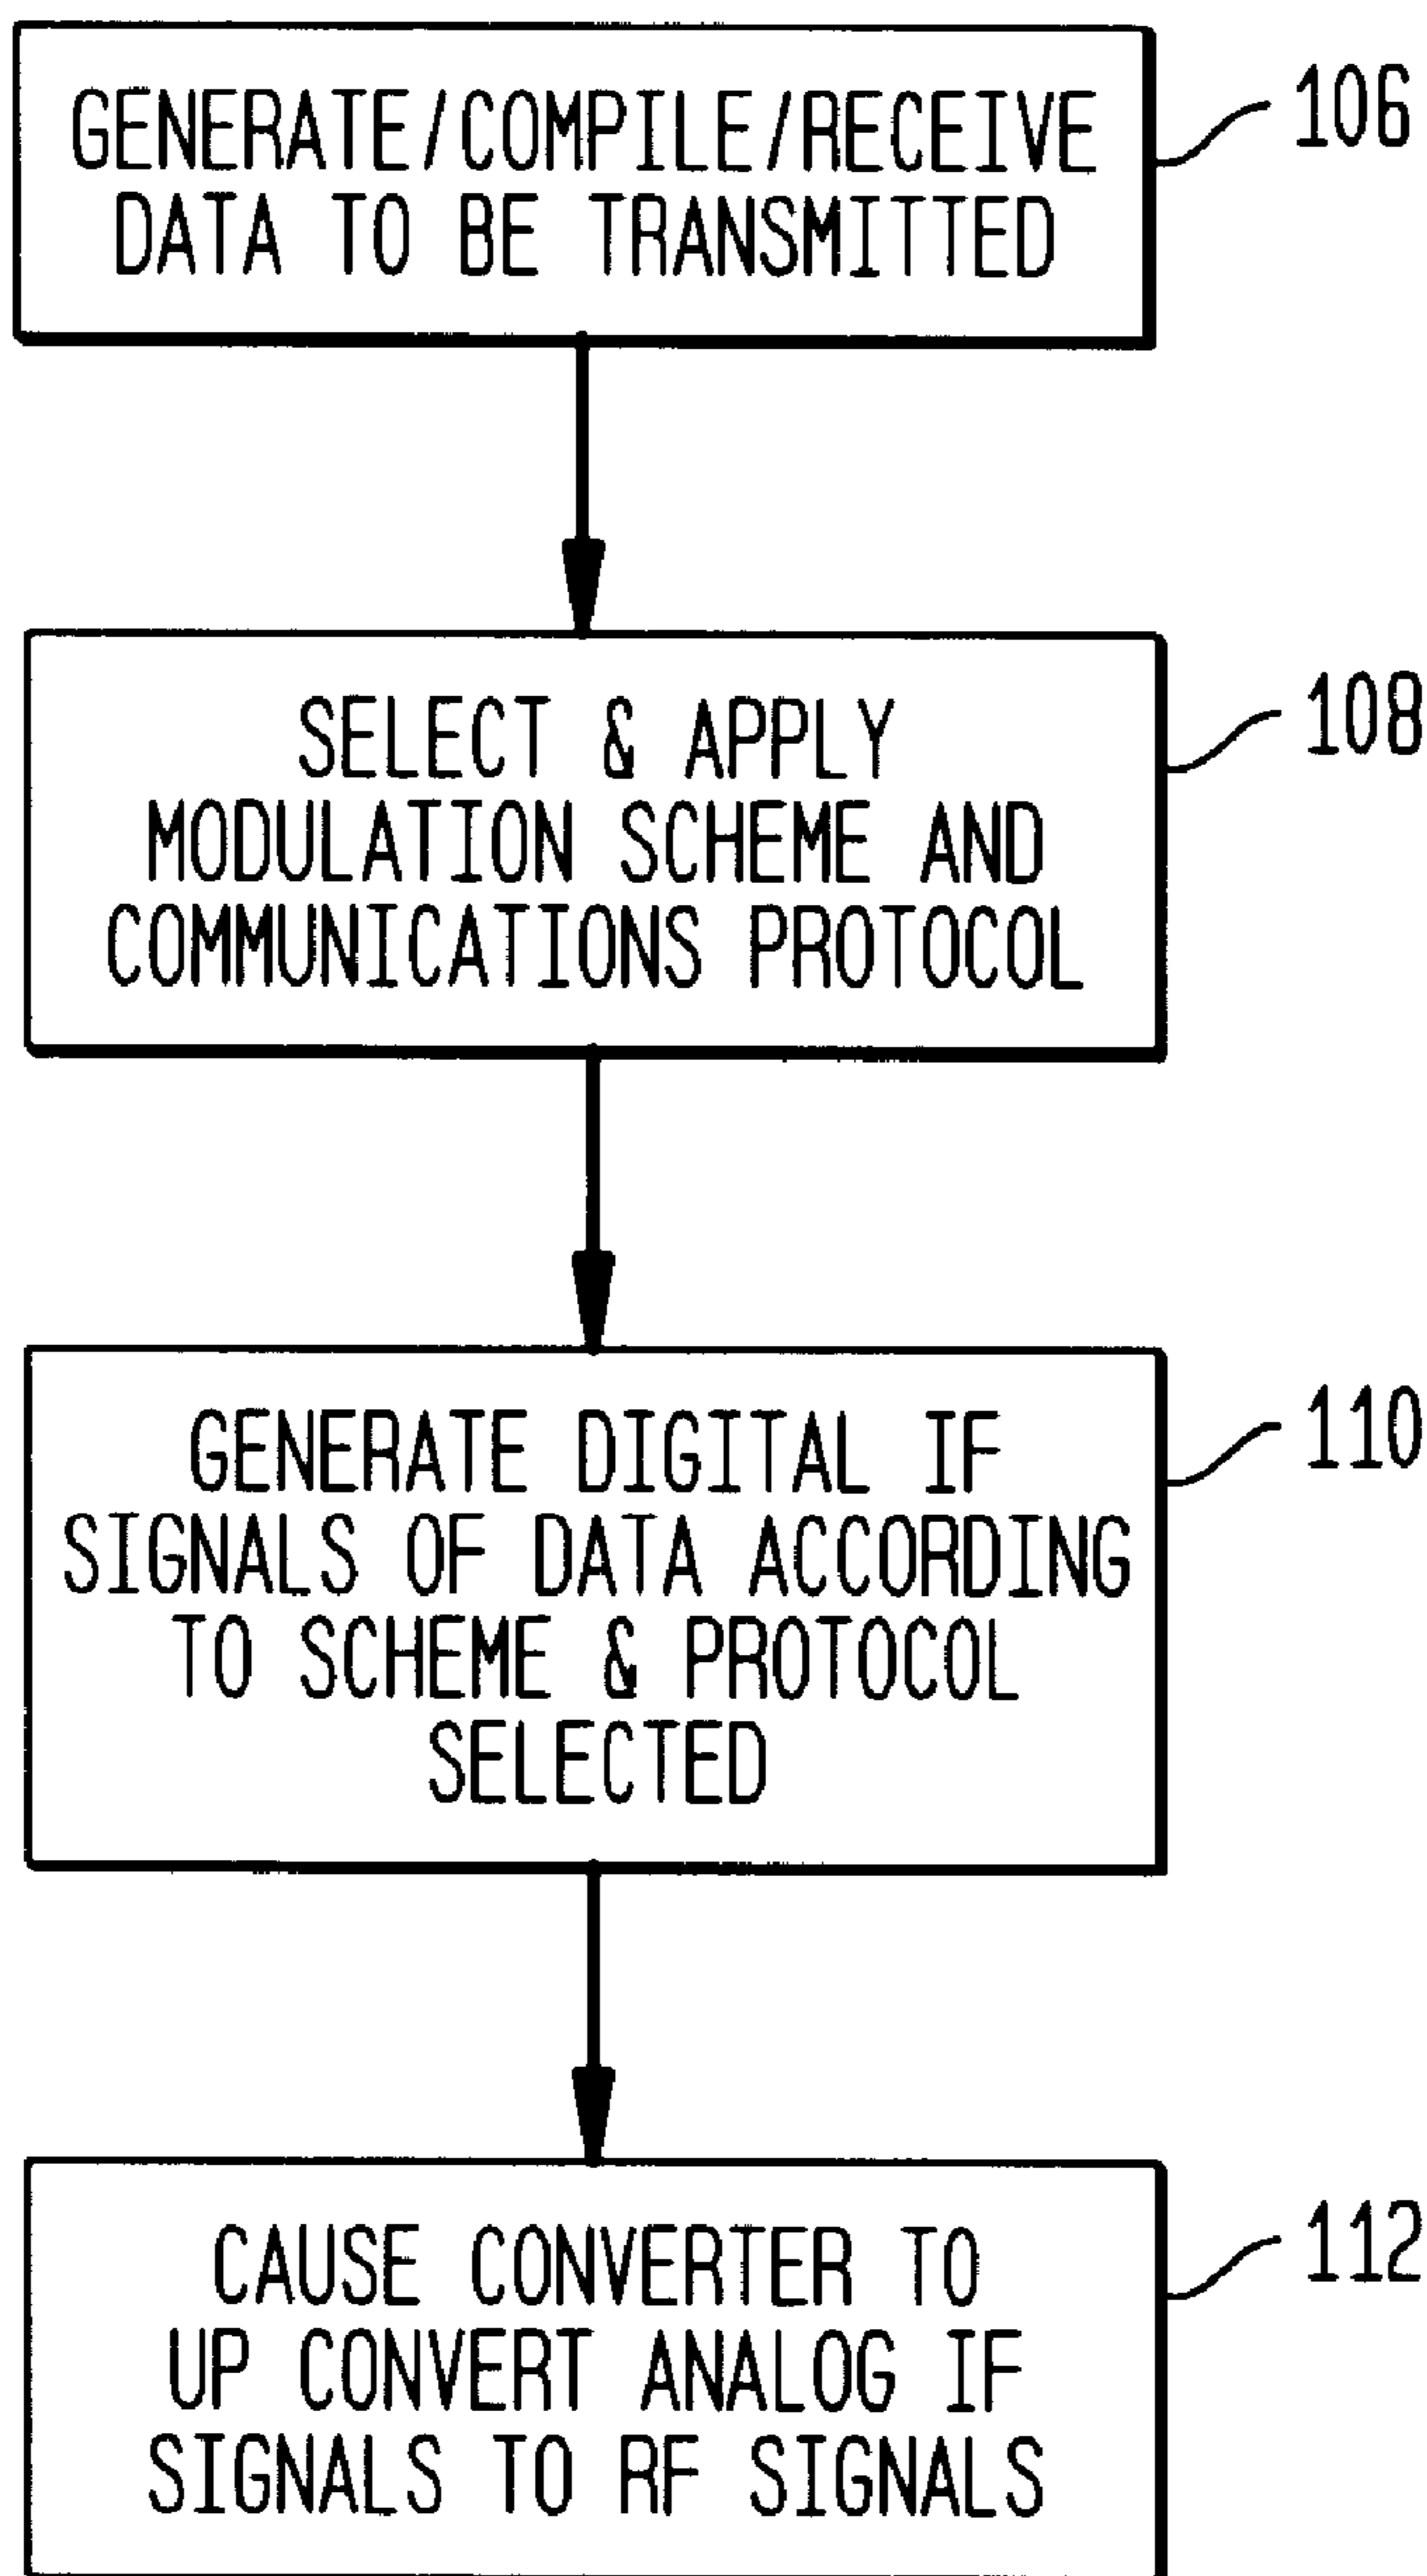 GENERATE/COMPILE/RECEIVE
DATA TO BE TRANSMITTED
106
SELECT & APPLY
MODULATION SCHEME AND
COMMUNICATIONS PROTOCOL
108
GENERATE DIGITAL IF
SIGNALS OF DATA ACCORDING
TO SCHEME & PROTOCOL
SELECTED
110
CAUSE CONVERTER TO
UP CONVERT ANALOG IF
SIGNALS TO RF SIGNALS
112